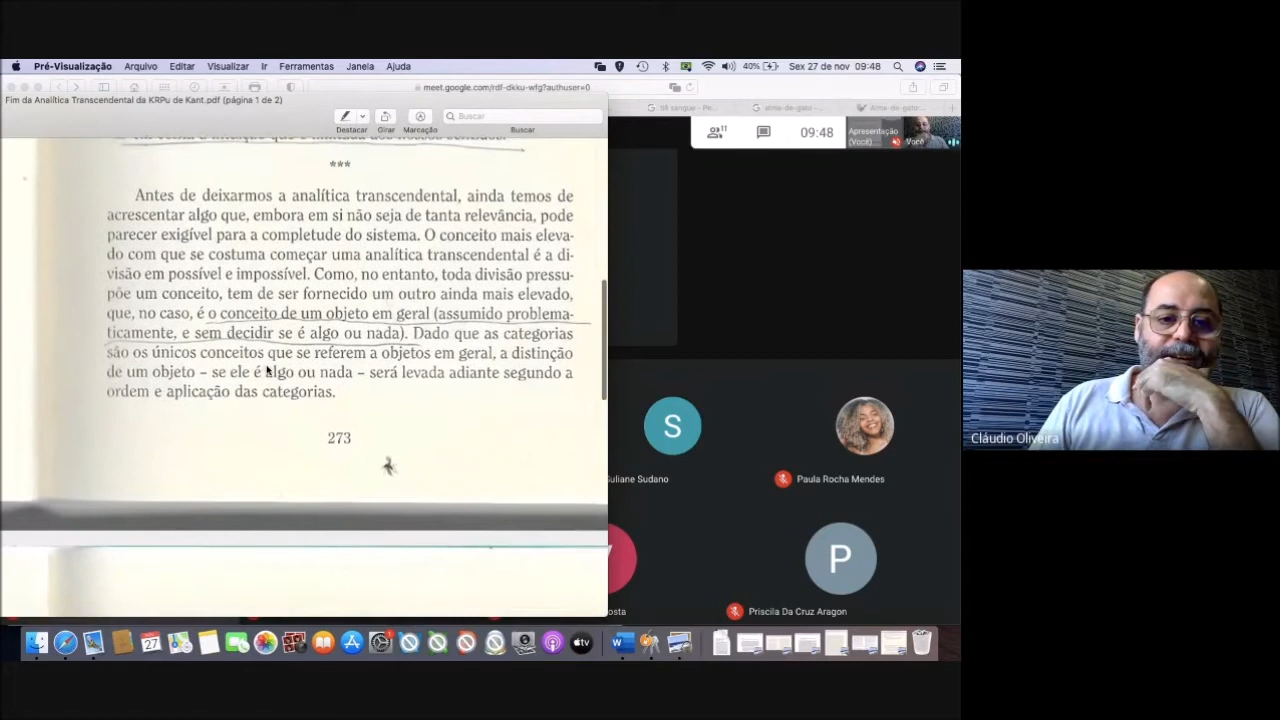 Pré-Visualização Arquivo Editar Visualizar Ir Ferramentas Janela Ajuda 40% Sex 27 de nov 09:48
meet.google.com/rdf-dkku-wfg?authuser=0
Fim da Analítica Transcendental da KRPu de Kant.pdf (página 1 de 2)
Buscar
Destacar Girar Marcação Buscar
11 09:48 Apresentação (Você) Você
***
Antes de deixarmos a analítica transcendental, ainda temos de
acrescentar algo que, embora em si não seja de tanta relevância, pode
parecer exigível para a completude do sistema. O conceito mais eleva-
do com que se costuma começar uma analítica transcendental é a di-
visão em possível e impossível. Como, no entanto, toda divisão pressu-
põe um conceito, tem de ser fornecido um outro ainda mais elevado,
que, no caso, é o conceito de um objeto em geral (assumido problema-
ticamente, e sem decidir se é algo ou nada). Dado que as categorias
são os únicos conceitos que se referem a objetos em geral, a distinção
de um objeto – se ele é algo ou nada – será levada adiante segundo a
ordem e aplicação das categorias.
273
S
Suliane Sudano
Paula Rocha Mendes
P
osta
Priscila Da Cruz Aragon
Cláudio Oliveira
27
tv